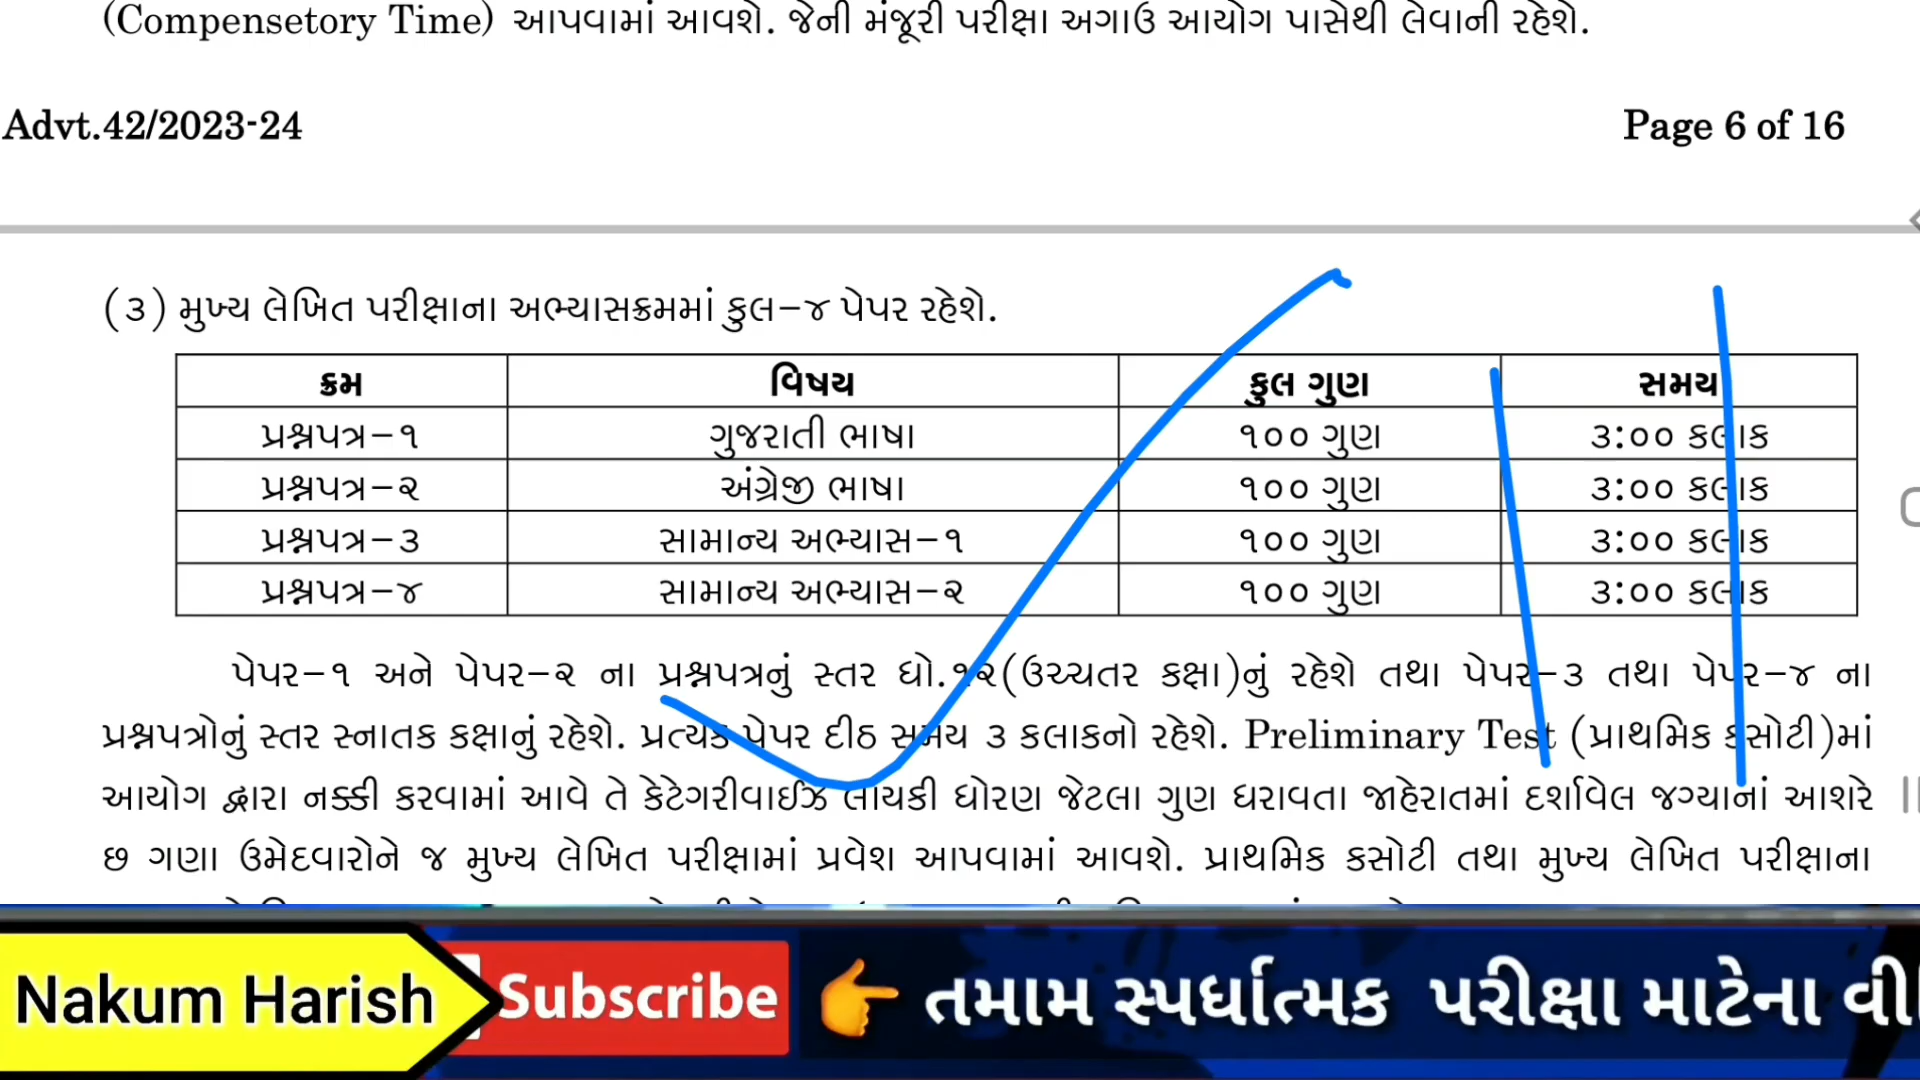 (Compensetory Time) આપવામાં આવશે. જેની મંજૂરી પરીક્ષા અગાઉ આયોગ પાસેથી લેવાની રહેશે.
Advt.42/2023-24 Page 6 of 16
(૩) મુખ્ય લેખિત પરીક્ષાના અભ્યાસક્રમમાં કુલ-૪ પેપર રહેશે.
ક્રમ વિષય કુલ ગુણ સમય
પ્રશ્નપત્ર-૧ ગુજરાતી ભાષા ૧૦૦ ગુણ ૩:૦૦ કલાક
પ્રશ્નપત્ર-૨ અંગ્રેજી ભાષા ૧૦૦ ગુણ ૩:૦૦ કલાક
પ્રશ્નપત્ર-૩ સામાન્ય અભ્યાસ-૧ ૧૦૦ ગુણ ૩:૦૦ કલાક
પ્રશ્નપત્ર-૪ સામાન્ય અભ્યાસ-૨ ૧૦૦ ગુણ ૩:૦૦ કલાક
પેપર-૧ અને પેપર-૨ ના પ્રશ્નપત્રનું સ્તર ધો.૧૨(ઉચ્ચતર કક્ષા)નું રહેશે તથા પેપર-૩ તથા પેપર-૪ ના
પ્રશ્નપત્રોનું સ્તર સ્નાતક કક્ષાનું રહેશે. પ્રત્યેક પેપર દીઠ સમય ૩ કલાકનો રહેશે. Preliminary Test (પ્રાથમિક કસોટી)માં
આયોગ દ્વારા નક્કી કરવામાં આવે તે કેટેગરીવાઈઝ લાયકી ધોરણ જેટલા ગુણ ધરાવતા જાહેરાતમાં દર્શાવેલ જગ્યાનાં આશરે
છ ગણા ઉમેદવારોને જ મુખ્ય લેખિત પરીક્ષામાં પ્રવેશ આપવામાં આવશે. પ્રાથમિક કસોટી તથા મુખ્ય લેખિત પરીક્ષાના
Nakum Harish Subscribe તમામ સ્પર્ધાત્મક પરીક્ષા માટેના વી